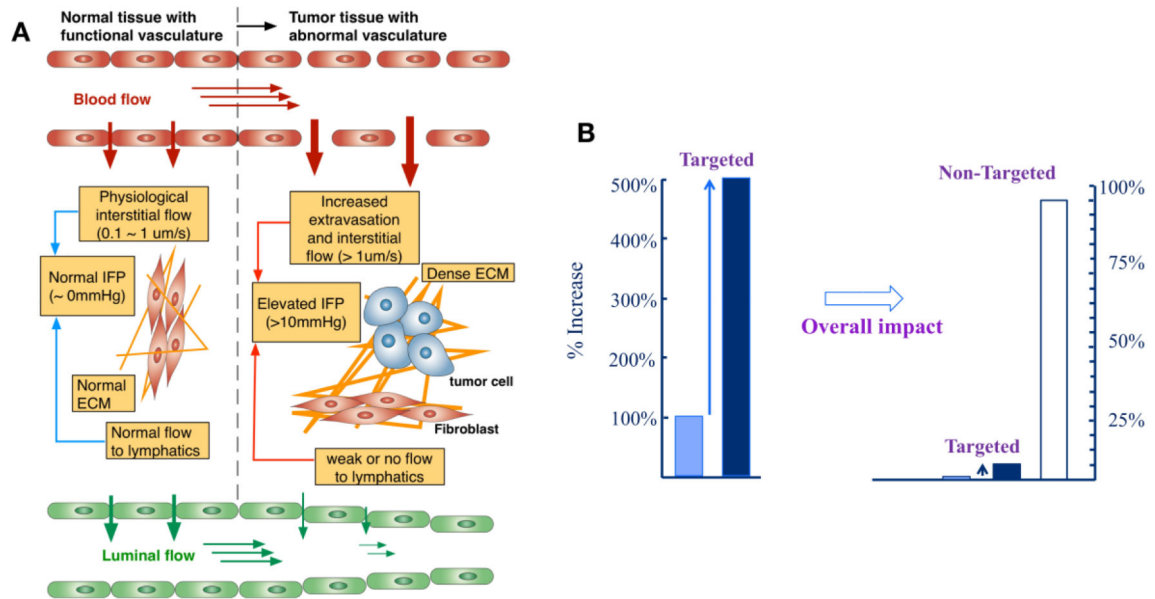 A
Normal tissue with
functional vasculature
Tumor tissue with
abnormal vasculature
Blood flow
Physiological
interstitial flow
(0.1 ~ 1 um/s)
Normal IFP
(~ 0mmHg)
Normal
ECM
Normal flow
to lymphatics
Increased
extravasation
and interstitial
flow (> 1um/s)
Dense ECM
Elevated IFP
(>10mmHg)
tumor cell
Fibroblast
weak or no flow
to lymphatics
Luminal flow
B
% Increase
500%
400%
300%
200%
100%
Targeted
Overall impact
Non-Targeted
Targeted
100%
75%
50%
25%